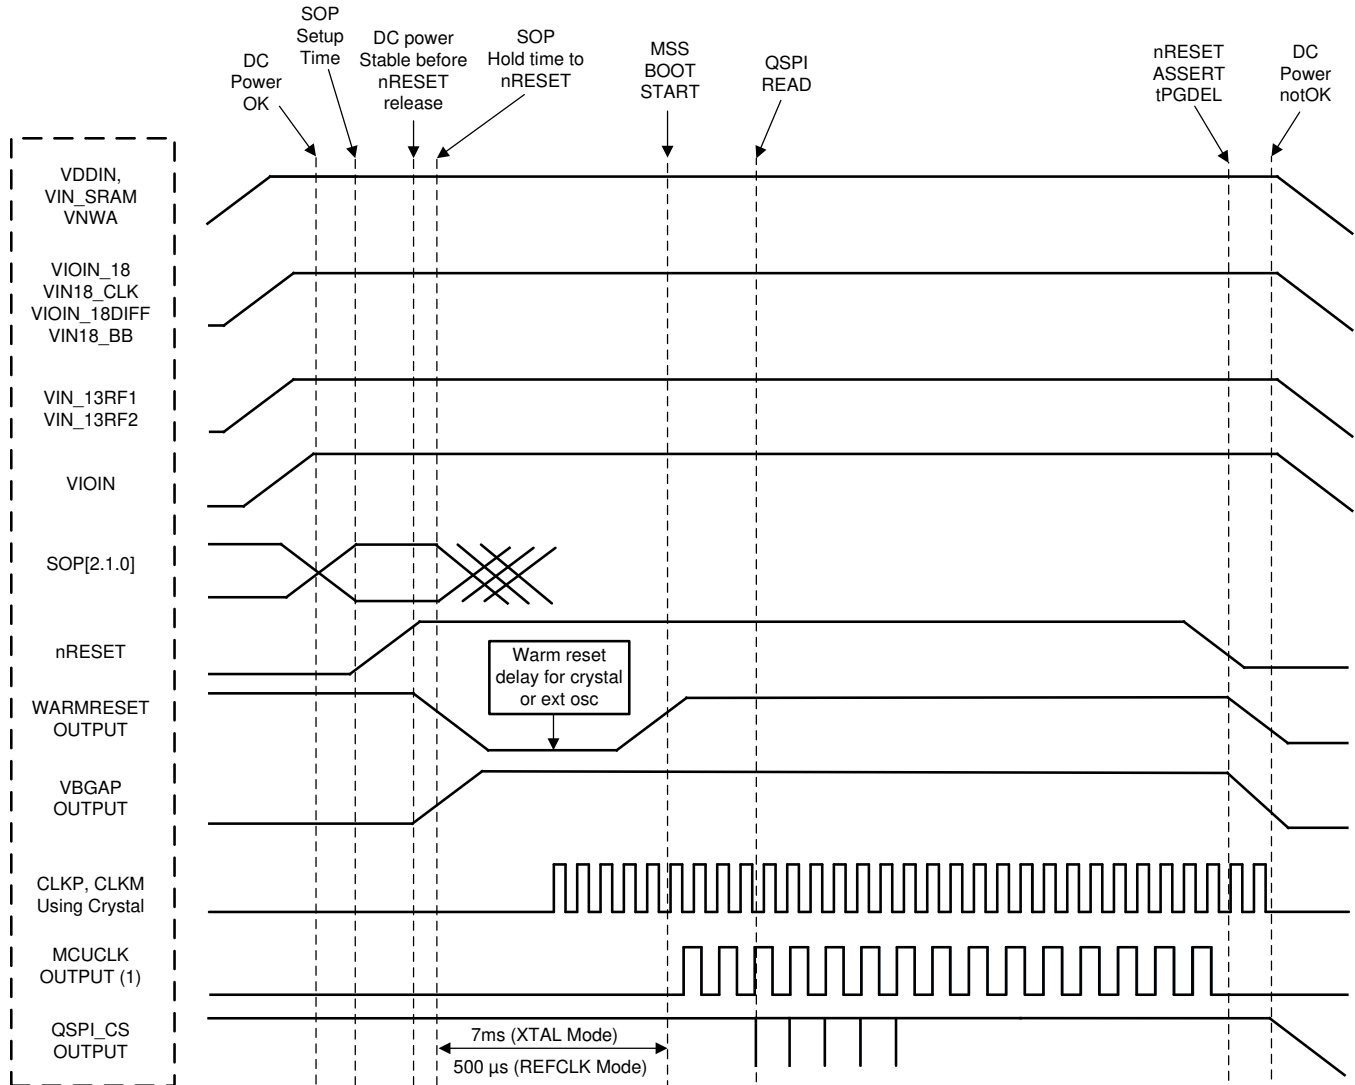 DC
Power
OK
SOP
Setup
Time
DC power
Stable before
nRESET
release
SOP
Hold time to
nRESET
MSS
BOOT
START
QSPI
READ
nRESET
ASSERT
tPGDEL
DC
Power
notOK
VDDIN,
VIN_SRAM
VNWA
VIOIN_18
VIN18_CLK
VIOIN_18DIFF
VIN18_BB
VIN_13RF1
VIN_13RF2
VIOIN
SOP[2.1.0]
nRESET
Warm reset
delay for crystal
or ext osc
WARMRESET
OUTPUT
VBGAP
OUTPUT
CLKP, CLKM
Using Crystal
MCUCLK
OUTPUT (1)
QSPI_CS
OUTPUT
7ms (XTAL Mode)
500 µs (REFCLK Mode)